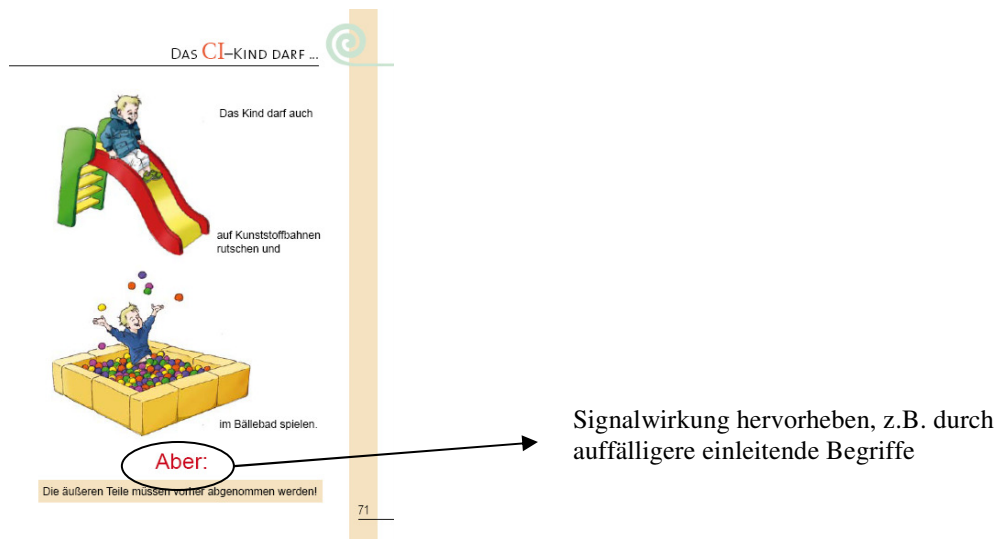 DAS CI–KIND DARF ...
Das Kind darf auch
auf Kunststoffbahnen
rutschen und
im Bällebad spielen.
Aber:
Die äußeren Teile müssen vorher abgenommen werden!
71
Signalwirkung hervorheben, z.B. durch
auffälligere einleitende Begriffe